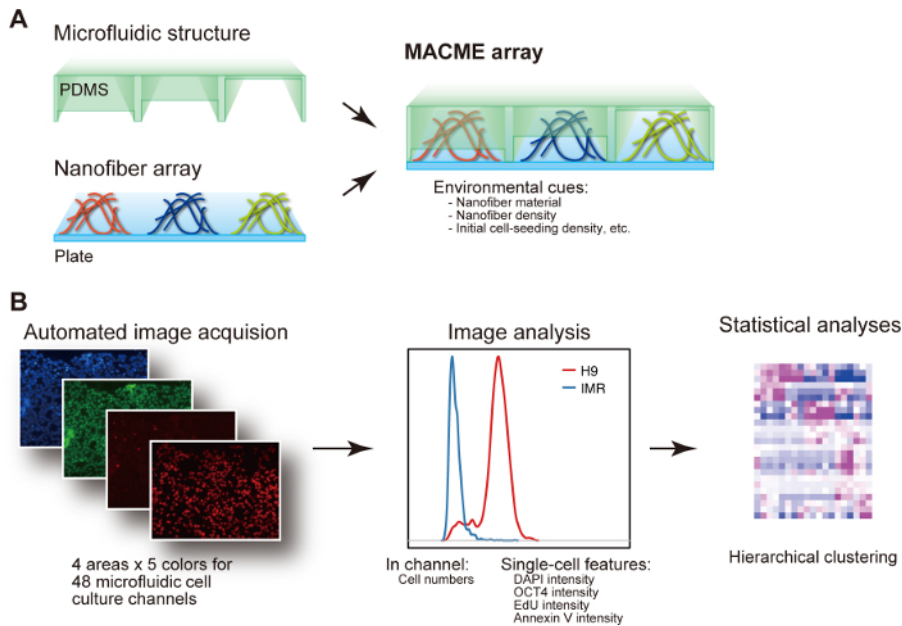 A
Microfluidic structure
PDMS
Nanofiber array
Plate
MACME array
Environmental cues:
- Nanofiber material
- Nanofiber density
- Initial cell-seeding density, etc.
B
Automated image acquision
4 areas x 5 colors for
48 microfluidic cell
culture channels
Image analysis
H9
IMR
In channel:
Cell numbers
Single-cell features:
DAPI intensity
OCT4 intensity
EdU intensity
Annexin V intensity
Statistical analyses
Hierarchical clustering